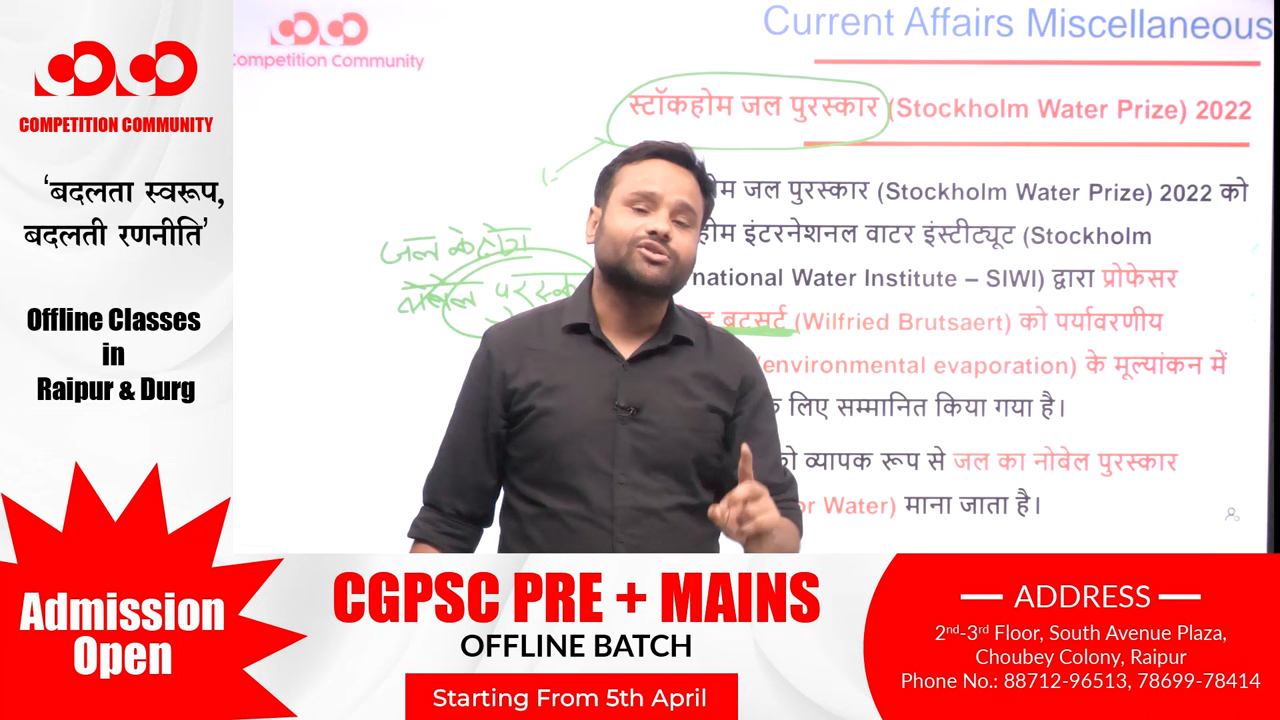 COMPETITION COMMUNITY
‘बदलता स्वरूप,
बदलती रणनीति’
Offline Classes
in
Raipur & Durg
Admission
Open
Competition Community
Current Affairs Miscellaneous
स्टॉकहोम जल पुरस्कार (Stockholm Water Prize) 2022
जल पुरस्कार (Stockholm Water Prize) 2022 को
इंटरनेशनल वाटर इंस्टीट्यूट (Stockholm
Water Institute – SIWI) द्वारा प्रोफेसर
बटसर्ट (Wilfried Brutsaert) को पर्यावरणीय
(environmental evaporation) के मूल्यांकन में
लिए सम्मानित किया गया है।
को व्यापक रूप से जल का नोबेल पुरस्कार
Water) माना जाता है।
जल
CGPSC PRE + MAINS
OFFLINE BATCH
Starting From 5th April
ADDRESS
2nd-3rd Floor, South Avenue Plaza,
Choubey Colony, Raipur
Phone No.: 88712-96513, 78699-78414